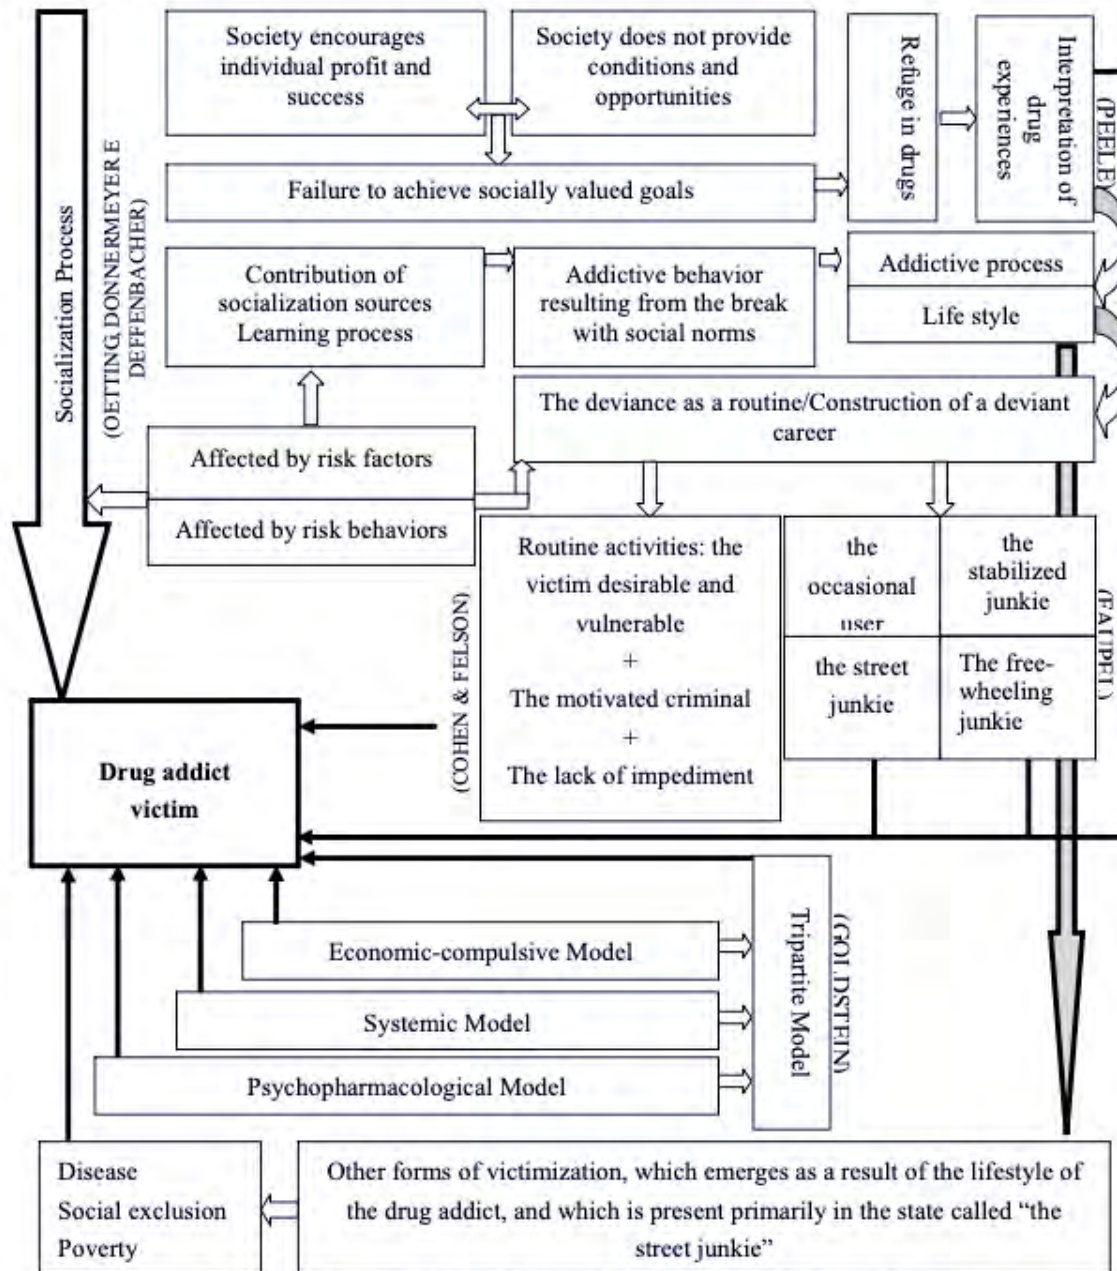 Society encourages
individual profit and
success
Society does not provide
conditions and
opportunities
Refuge in drugs
Interpretation of
drug
experiences
(PEELE)
Failure to achieve socially valued goals
Socialization Process
(OETTING DONNERMEYER E
DEFFENBACHER)
Contribution of
socialization sources
Learning process
Addictive behavior
resulting from the break
with social norms
Addictive process
Life style
The deviance as a routine/Construction of a deviant
career
Affected by risk factors
Affected by risk behaviors
(COHEN & FELSON)
Routine activities: the
victim desirable and
vulnerable
+
The motivated criminal
+
The lack of impediment
the
occasional
user
the
stabilized
junkie
the street
junkie
The free-
wheeling
junkie
(FAUPEL)
Drug addict
victim
Economic-compulsive Model
Systemic Model
Psychopharmacological Model
Tripartite Model
(GOLDSTEIN)
Disease
Social exclusion
Poverty
Other forms of victimization, which emerges as a result of the lifestyle of
the drug addict, and which is present primarily in the state called “the
street junkie”